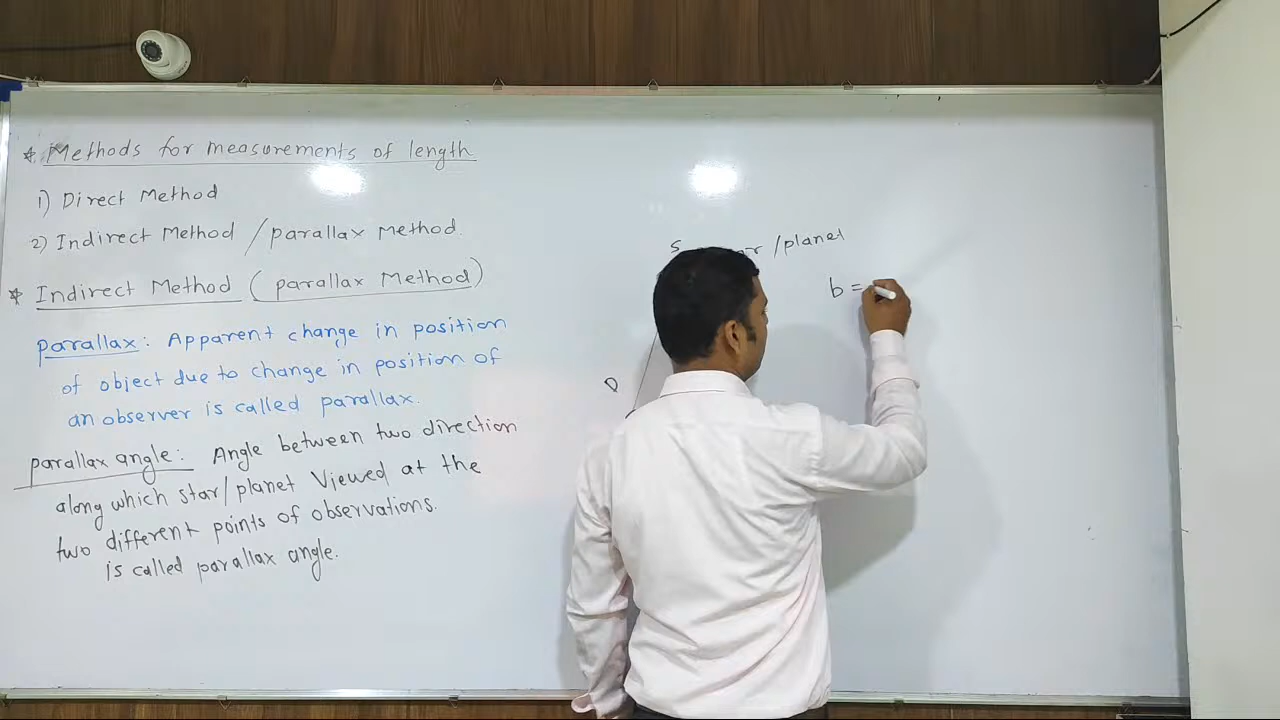 * Methods for measurements of length
1) Direct Method
2) Indirect Method / parallax Method.
* Indirect Method ( parallax Method)
parallax : Apparent change in position
of object due to change in position of
an observer is called parallax.
parallax angle : Angle between two direction
along which star/planet Viewed at the
two different points of observations.
is called parallax angle.
S /planet
b =
D